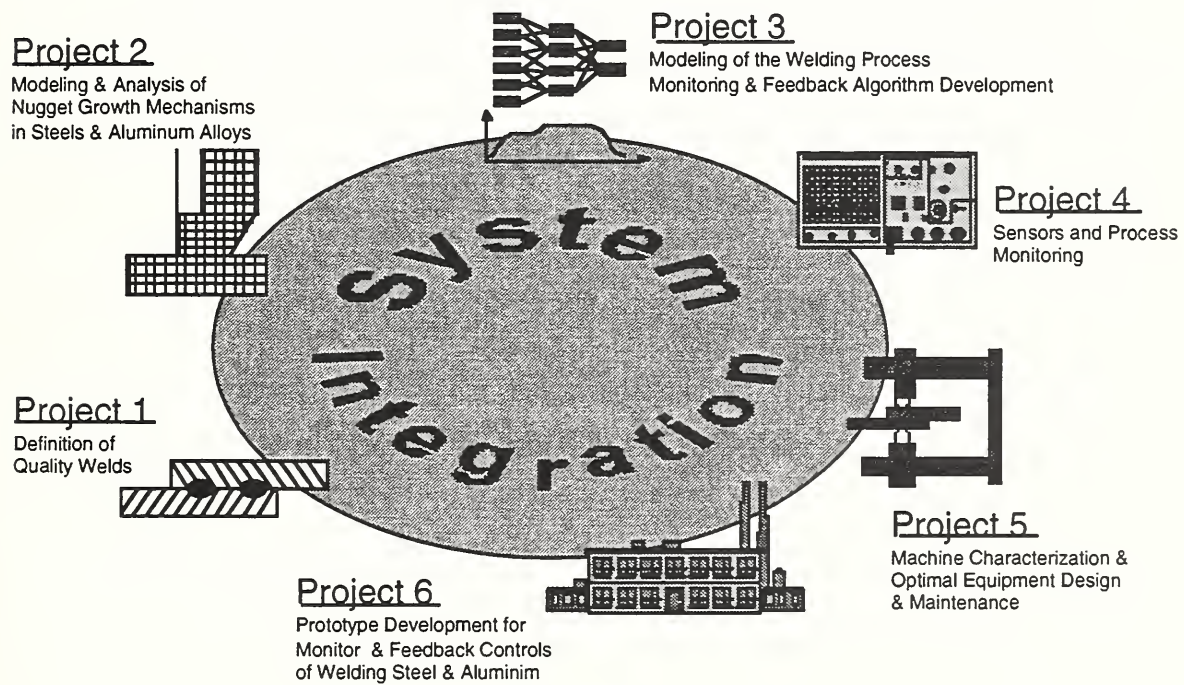 Project 3
Modeling of the Welding Process
Monitoring & Feedback Algorithm Development
Project 2
Modeling & Analysis of
Nugget Growth Mechanisms
in Steels & Aluminum Alloys
Project 4
Sensors and Process
Monitoring
System
Integration
Project 1
Definition of
Quality Welds
Project 5
Machine Characterization &
Optimal Equipment Design
& Maintenance
Project 6
Prototype Development for
Monitor & Feedback Controls
of Welding Steel & Aluminim